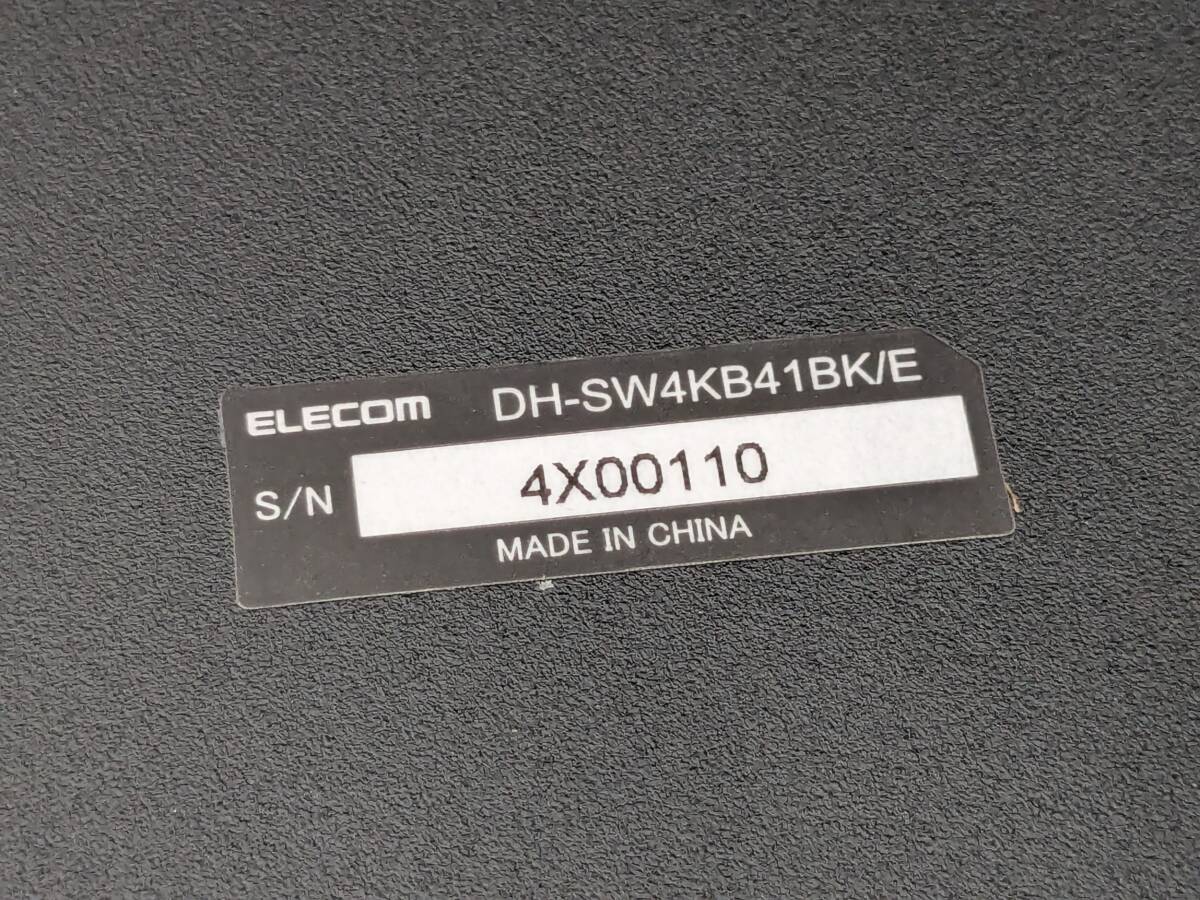 ELECOM DH-SW4KB41BK/E
S/N 4X00110
MADE IN CHINA